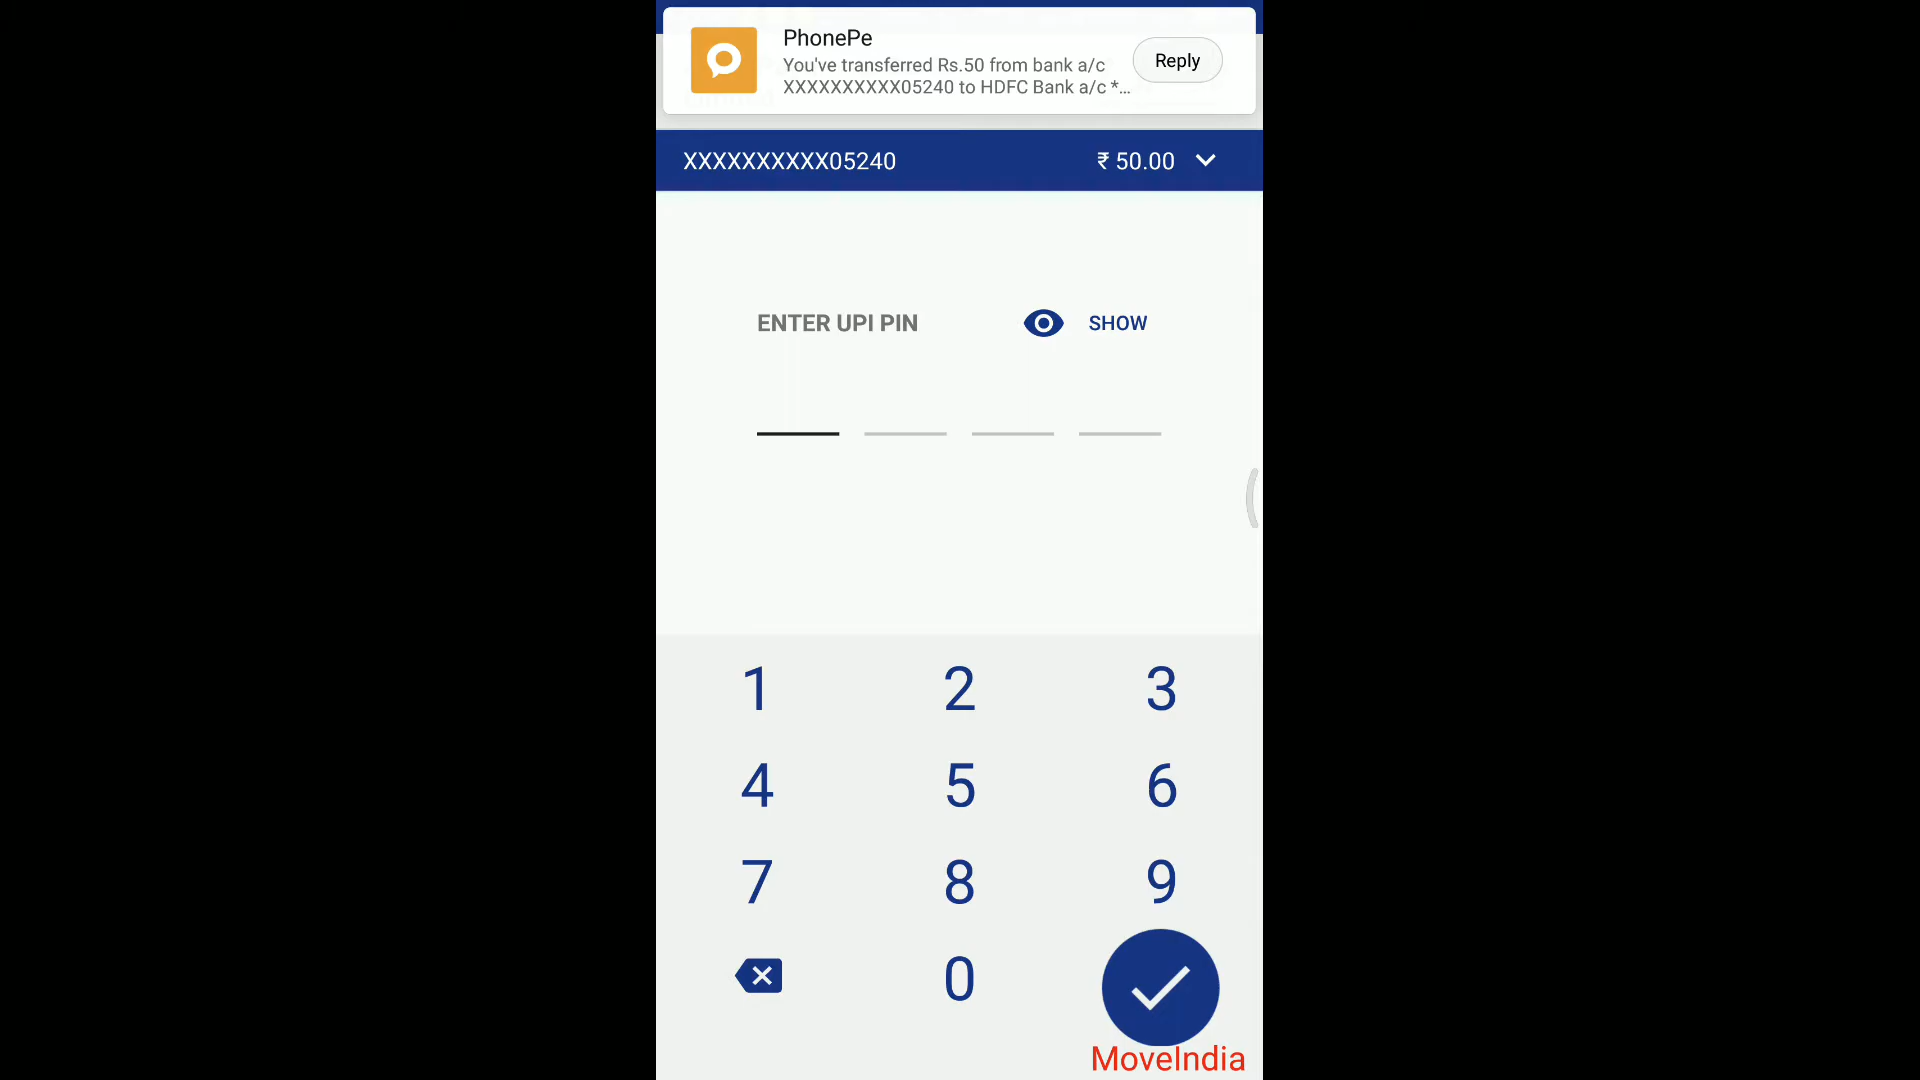 PhonePe
You've transferred Rs.50 from bank a/c
XXXXXXXXXX05240 to HDFC Bank a/c *...
Reply
XXXXXXXXXX05240 ₹ 50.00
ENTER UPI PIN SHOW
1 2 3
4 5 6
7 8 9
0
MoveIndia